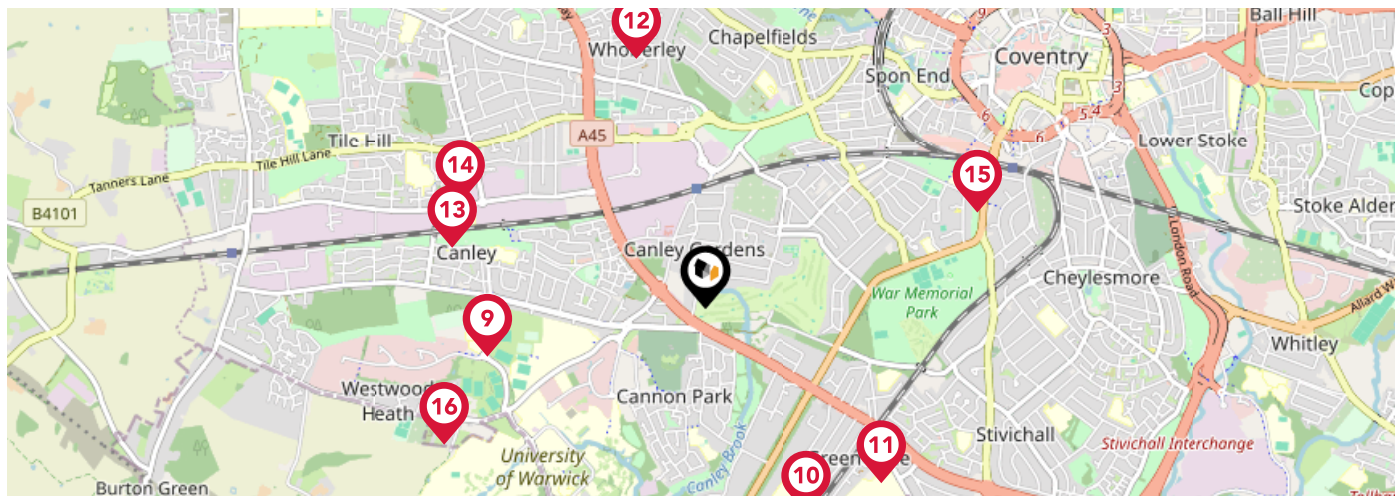 12
Whoberley
Chapelfields
9
3
Ball Hill
Coventry
Spon End
3
Cop
6
5 4
6
A45
Tile Hill
Lower Stoke
Tile Hill Lane
14
15
Tanners Lane
B4101
13
Stoke Alder
Canley
Canley Gardens
London Road
Cheylesmore
War Memorial
Park
Allard W
9
Whitley
Westwood
Heath
16
Cannon Park
Stivichall
Stivichall Interchange
11
University
of Warwick
Canley Brook
10
Burton Green